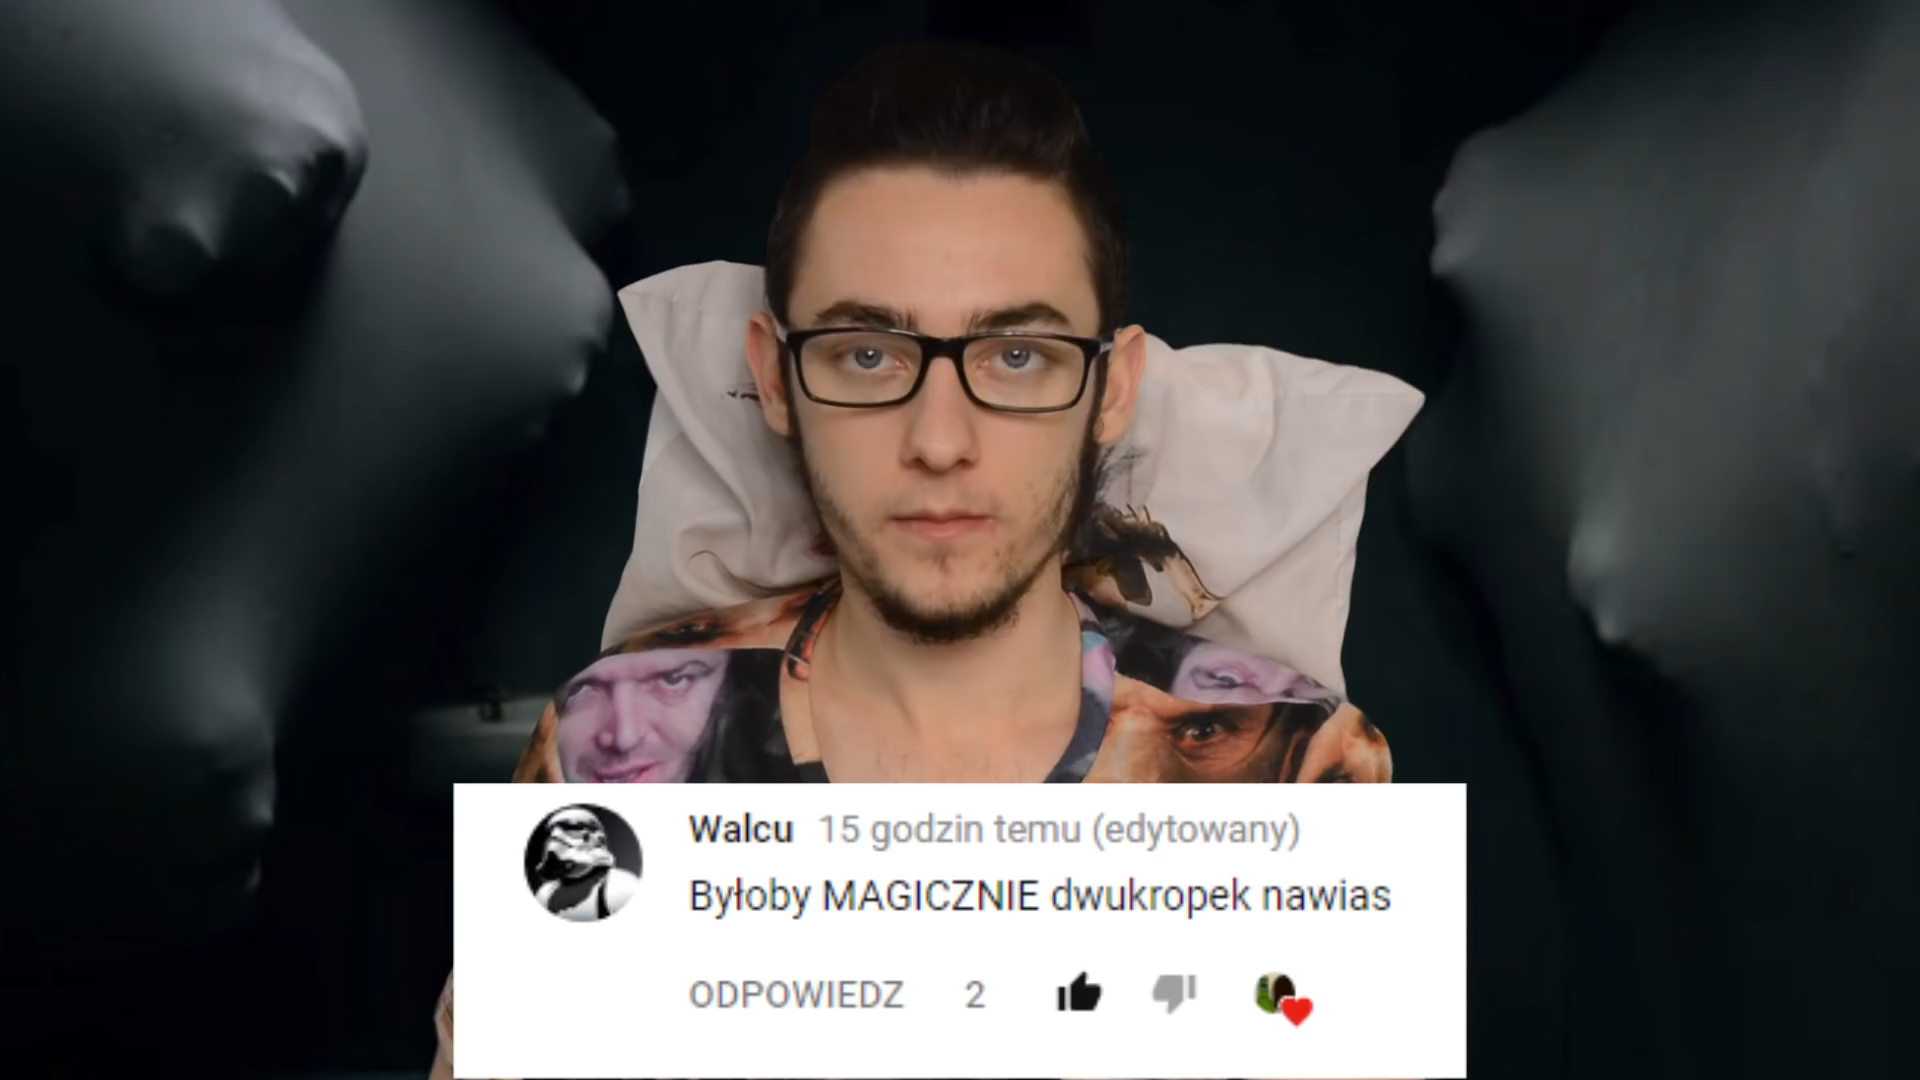 Walcu 15 godzin temu (edytowany)
Byłoby MAGICZNIE dwukropek nawias
ODPOWIEDZ 2